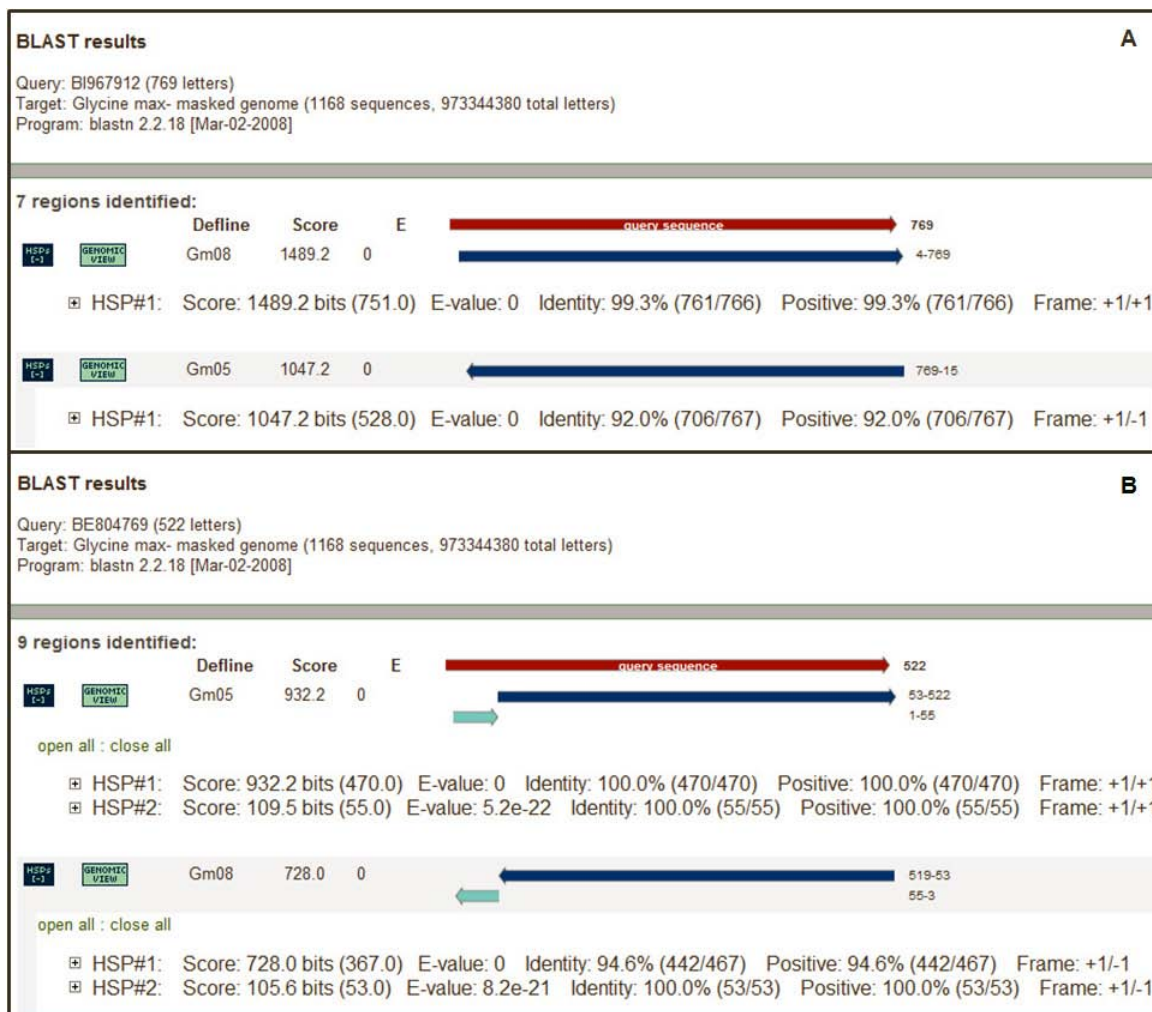 BLAST results A
Query: BI967912 (769 letters)
Target: Glycine max- masked genome (1168 sequences, 973344380 total letters)
Program: blastn 2.2.18 [Mar-02-2008]
7 regions identified:
Defline Score E query sequence 769
HSPs [-] GENOMIC VIEW Gm08 1489.2 0 4-769
HSP#1: Score: 1489.2 bits (751.0) E-value: 0 Identity: 99.3% (761/766) Positive: 99.3% (761/766) Frame: +1/+1
HSPs [-] GENOMIC VIEW Gm05 1047.2 0 769-15
HSP#1: Score: 1047.2 bits (528.0) E-value: 0 Identity: 92.0% (706/767) Positive: 92.0% (706/767) Frame: +1/-1
BLAST results B
Query: BE804769 (522 letters)
Target: Glycine max- masked genome (1168 sequences, 973344380 total letters)
Program: blastn 2.2.18 [Mar-02-2008]
9 regions identified:
Defline Score E query sequence 522
HSPs [-] GENOMIC VIEW Gm05 932.2 0 53-522
1-55
open all : close all
HSP#1: Score: 932.2 bits (470.0) E-value: 0 Identity: 100.0% (470/470) Positive: 100.0% (470/470) Frame: +1/+1
HSP#2: Score: 109.5 bits (55.0) E-value: 5.2e-22 Identity: 100.0% (55/55) Positive: 100.0% (55/55) Frame: +1/+1
HSPs [-] GENOMIC VIEW Gm08 728.0 0 519-53
55-3
open all : close all
HSP#1: Score: 728.0 bits (367.0) E-value: 0 Identity: 94.6% (442/467) Positive: 94.6% (442/467) Frame: +1/-1
HSP#2: Score: 105.6 bits (53.0) E-value: 8.2e-21 Identity: 100.0% (53/53) Positive: 100.0% (53/53) Frame: +1/-1